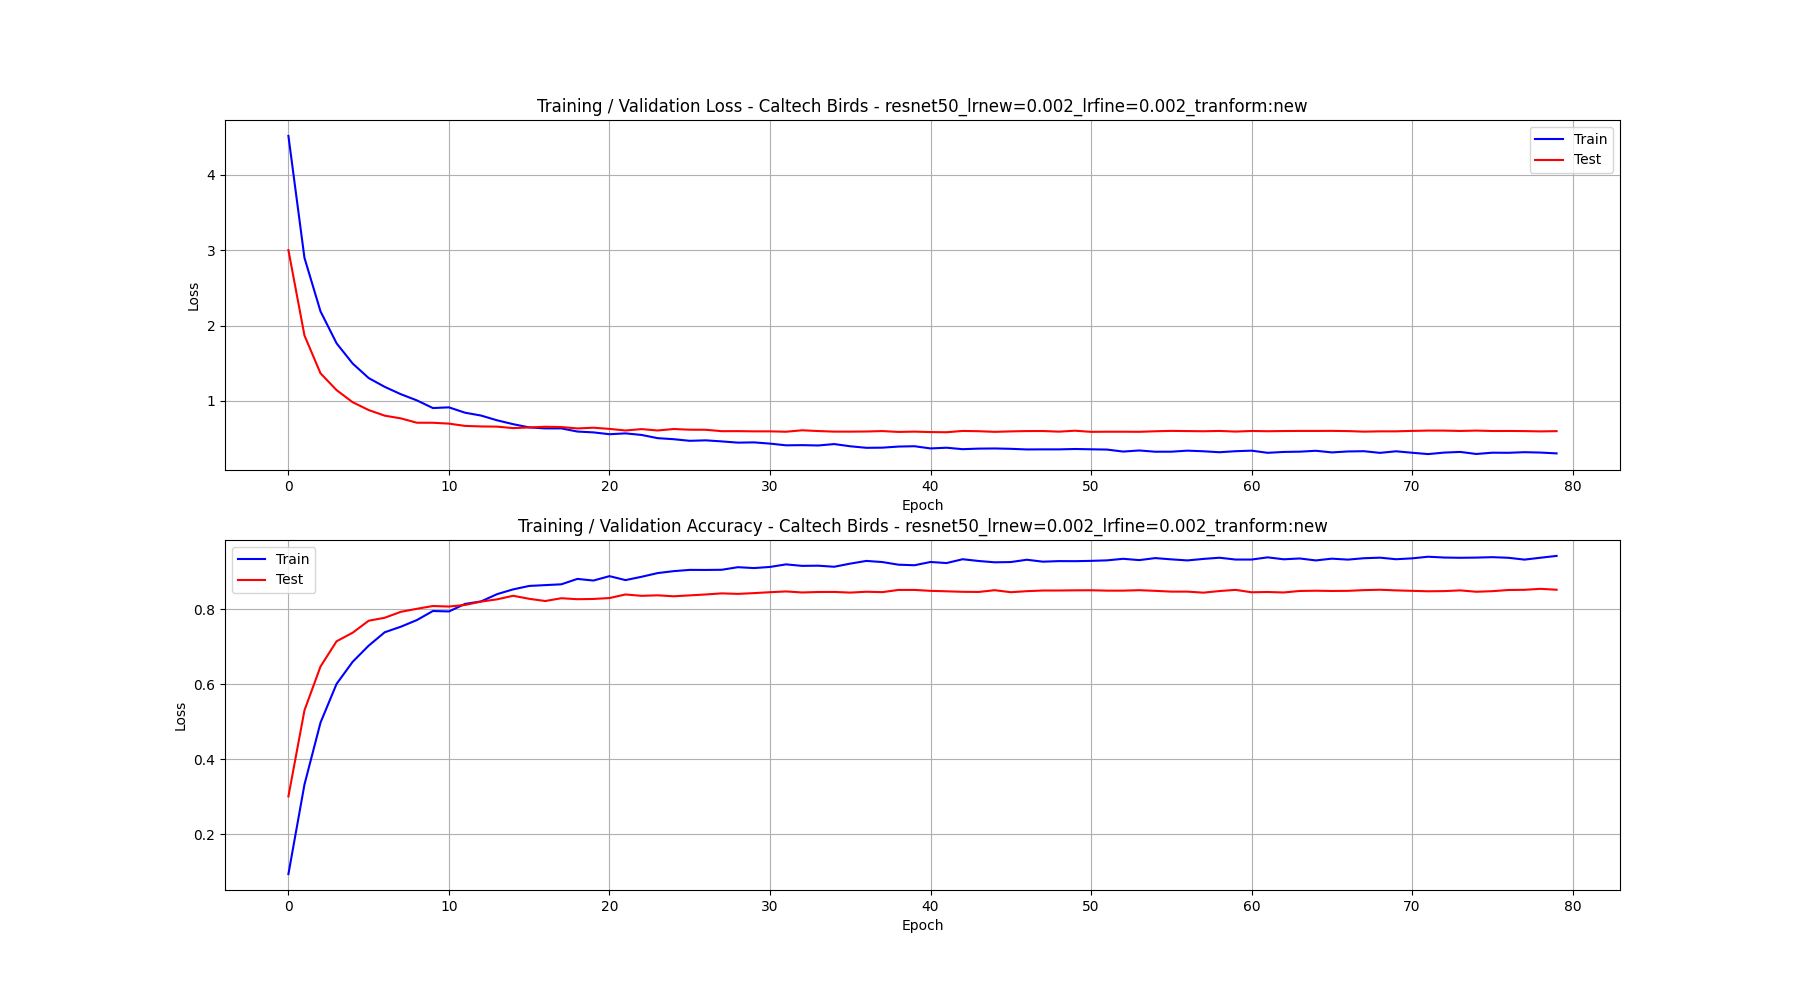 Training / Validation Loss - Caltech Birds - resnet50_lrnew=0.002_lrfine=0.002_tranform:new
Train
Test
4
3
2
1
Loss
0 10 20 30 40 50 60 70 80
Epoch
Training / Validation Accuracy - Caltech Birds - resnet50_lrnew=0.002_lrfine=0.002_tranform:new
Train
Test
0.8
0.6
0.4
0.2
Loss
0 10 20 30 40 50 60 70 80
Epoch